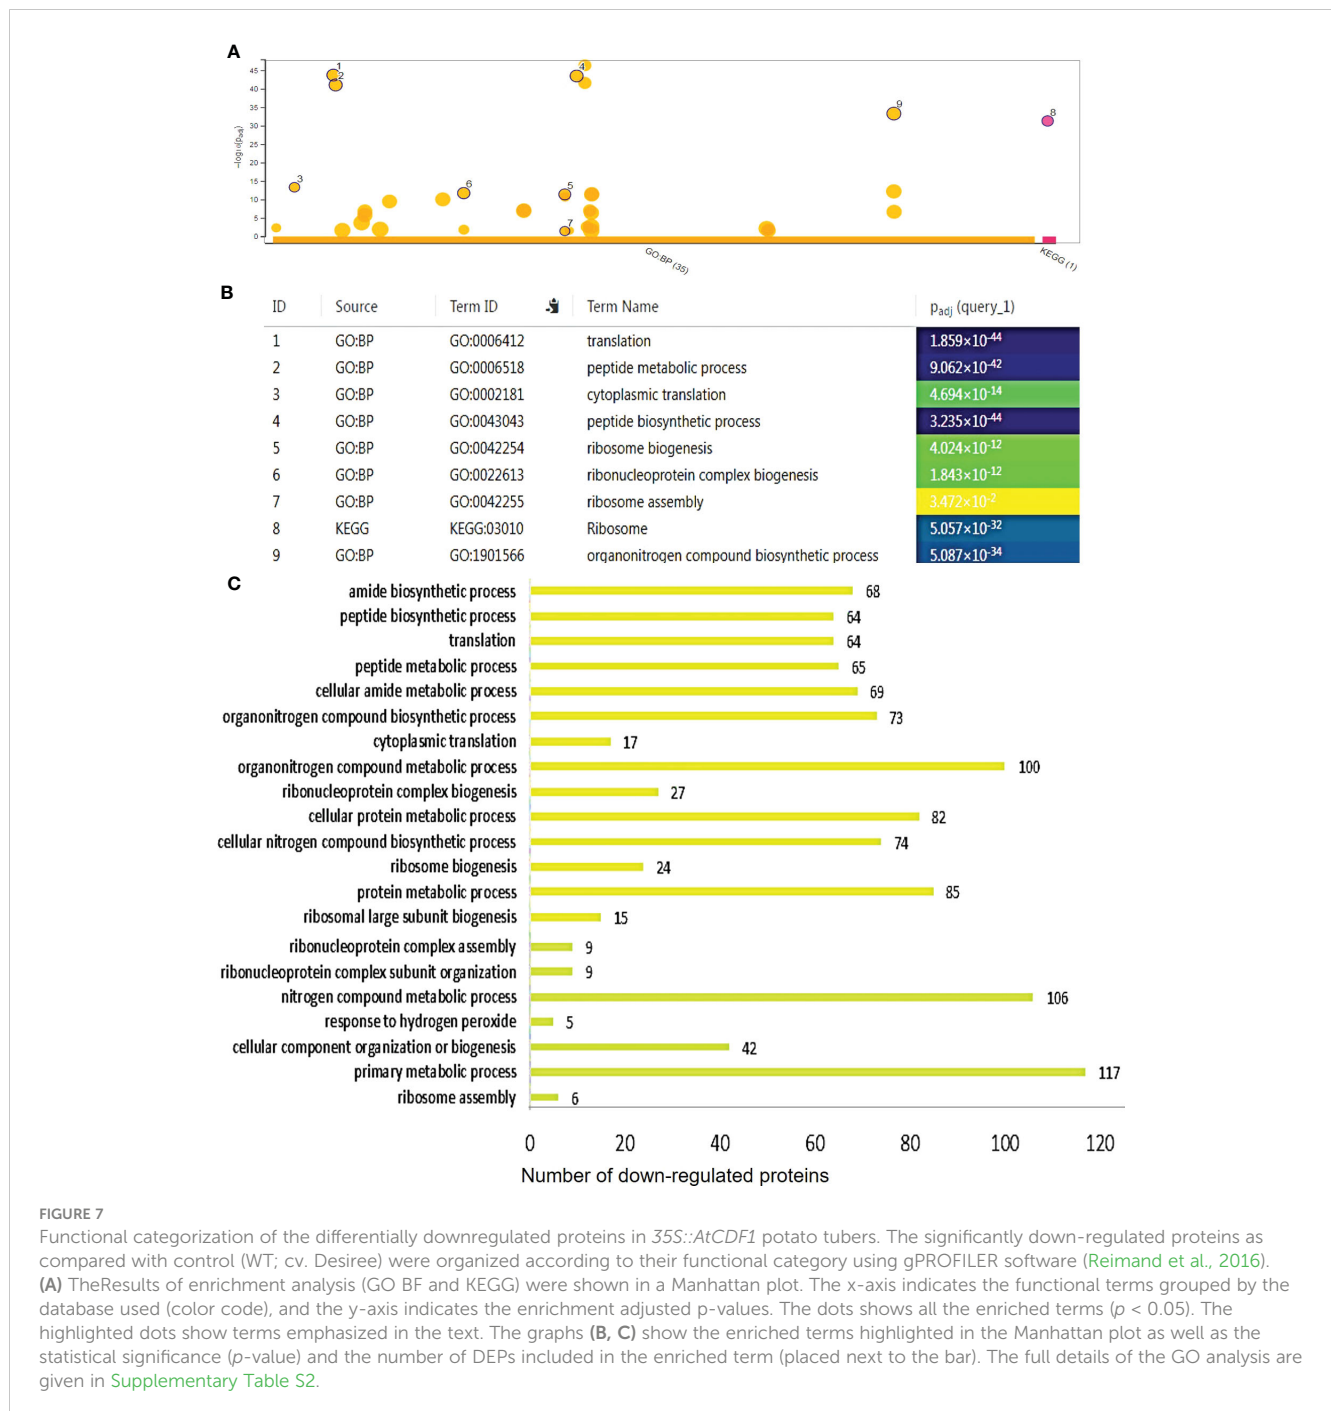 A
1
2
4
9
8
3
6
5
7
45
40
35
30
25
20
15
10
5
0
-log10(padj)
GO:BP (35)
KEGG (1)
B
ID Source Term ID Term Name padj (query_1)
1 GO:BP GO:0006412 translation 1.859×10-44
2 GO:BP GO:0006518 peptide metabolic process 9.062×10-42
3 GO:BP GO:0002181 cytoplasmic translation 4.694×10-14
4 GO:BP GO:0043043 peptide biosynthetic process 3.235×10-44
5 GO:BP GO:0042254 ribosome biogenesis 4.024×10-12
6 GO:BP GO:0022613 ribonucleoprotein complex biogenesis 1.843×10-12
7 GO:BP GO:0042255 ribosome assembly 3.472×10-2
8 KEGG KEGG:03010 Ribosome 5.057×10-32
9 GO:BP GO:1901566 organonitrogen compound biosynthetic process 5.087×10-34
C
amide biosynthetic process 68
peptide biosynthetic process 64
translation 64
peptide metabolic process 65
cellular amide metabolic process 69
organonitrogen compound biosynthetic process 73
cytoplasmic translation 17
organonitrogen compound metabolic process 100
ribonucleoprotein complex biogenesis 27
cellular protein metabolic process 82
cellular nitrogen compound biosynthetic process 74
ribosome biogenesis 24
protein metabolic process 85
ribosomal large subunit biogenesis 15
ribonucleoprotein complex assembly 9
ribonucleoprotein complex subunit organization 9
nitrogen compound metabolic process 106
response to hydrogen peroxide 5
cellular component organization or biogenesis 42
primary metabolic process 117
ribosome assembly 6
0 20 40 60 80 100 120
Number of down-regulated proteins
FIGURE 7
Functional categorization of the differentially downregulated proteins in 35S::AtCDF1 potato tubers. The significantly down-regulated proteins as
compared with control (WT; cv. Desiree) were organized according to their functional category using gPROFILER software (Reimand et al., 2016).
(A) TheResults of enrichment analysis (GO BF and KEGG) were shown in a Manhattan plot. The x-axis indicates the functional terms grouped by the
database used (color code), and the y-axis indicates the enrichment adjusted p-values. The dots shows all the enriched terms (p < 0.05). The
highlighted dots show terms emphasized in the text. The graphs (B, C) show the enriched terms highlighted in the Manhattan plot as well as the
statistical significance (p-value) and the number of DEPs included in the enriched term (placed next to the bar). The full details of the GO analysis are
given in Supplementary Table S2.